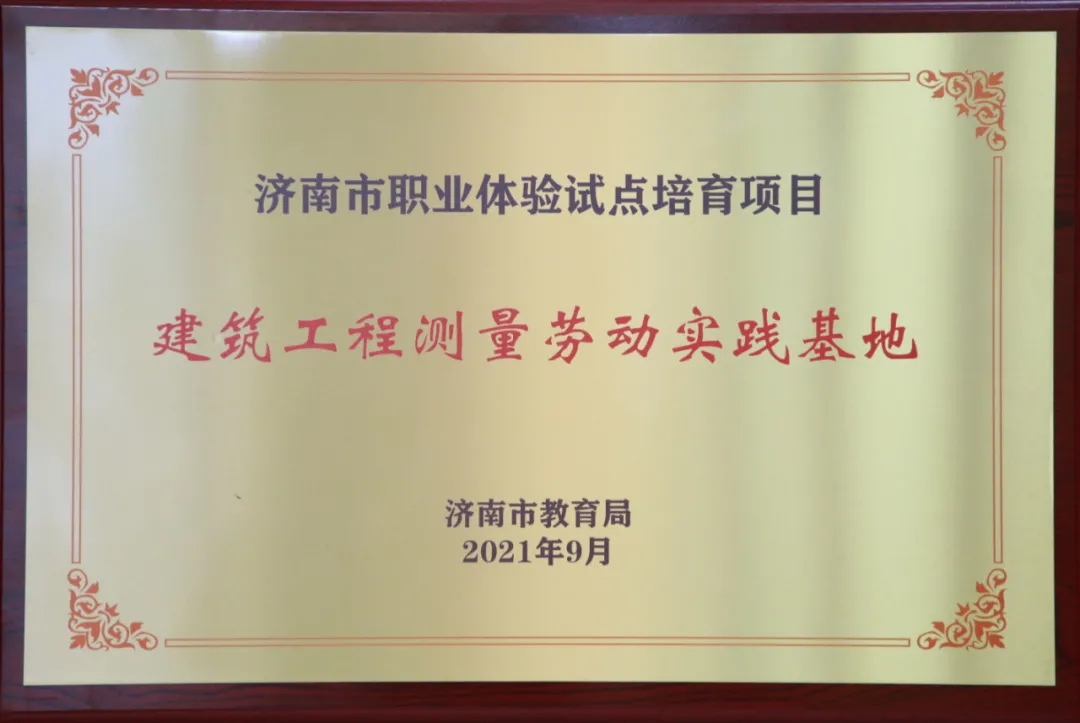 济南市职业体验试点培育项目
建筑工程测量劳动实践基地
济南市教育局
2021年9月